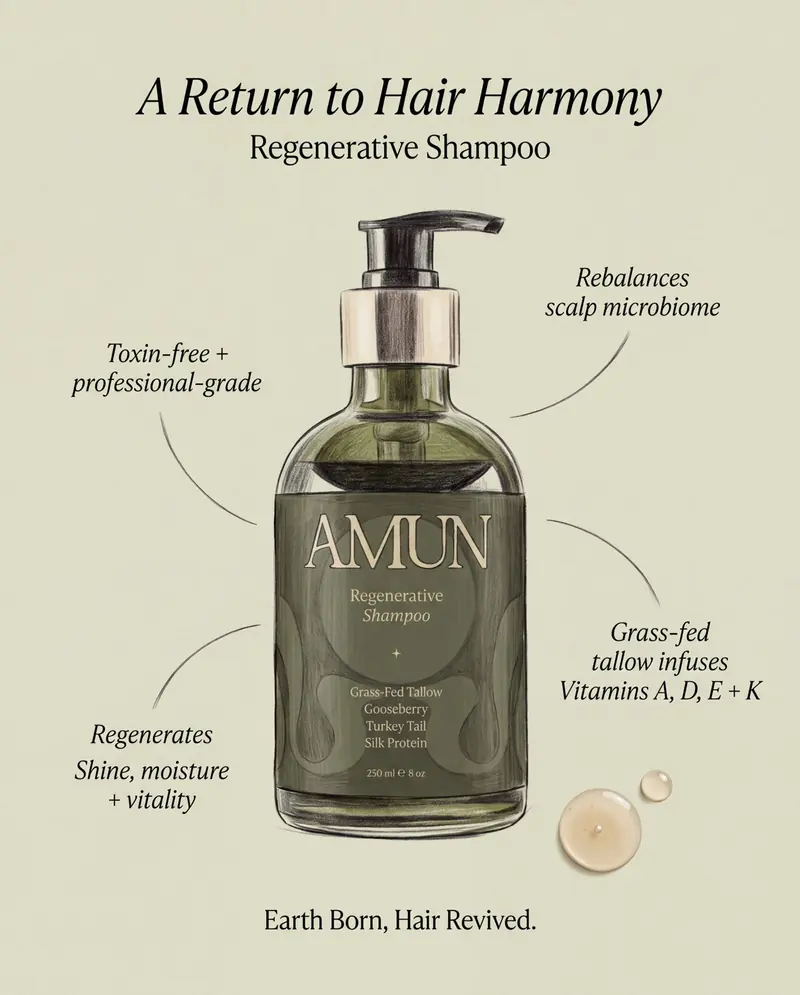 A Return to Hair Harmony
Regenerative Shampoo
Rebalances
scalp microbiome
Toxin-free +
professional-grade
AMUN
Regenerative
Shampoo
Grass-Fed Tallow
Gooseberry
Turkey Tail
Silk Protein
250 ml ℮ 8 oz
Grass-fed
tallow infuses
Vitamins A, D, E + K
Regenerates
Shine, moisture
+ vitality
Earth Born, Hair Revived.